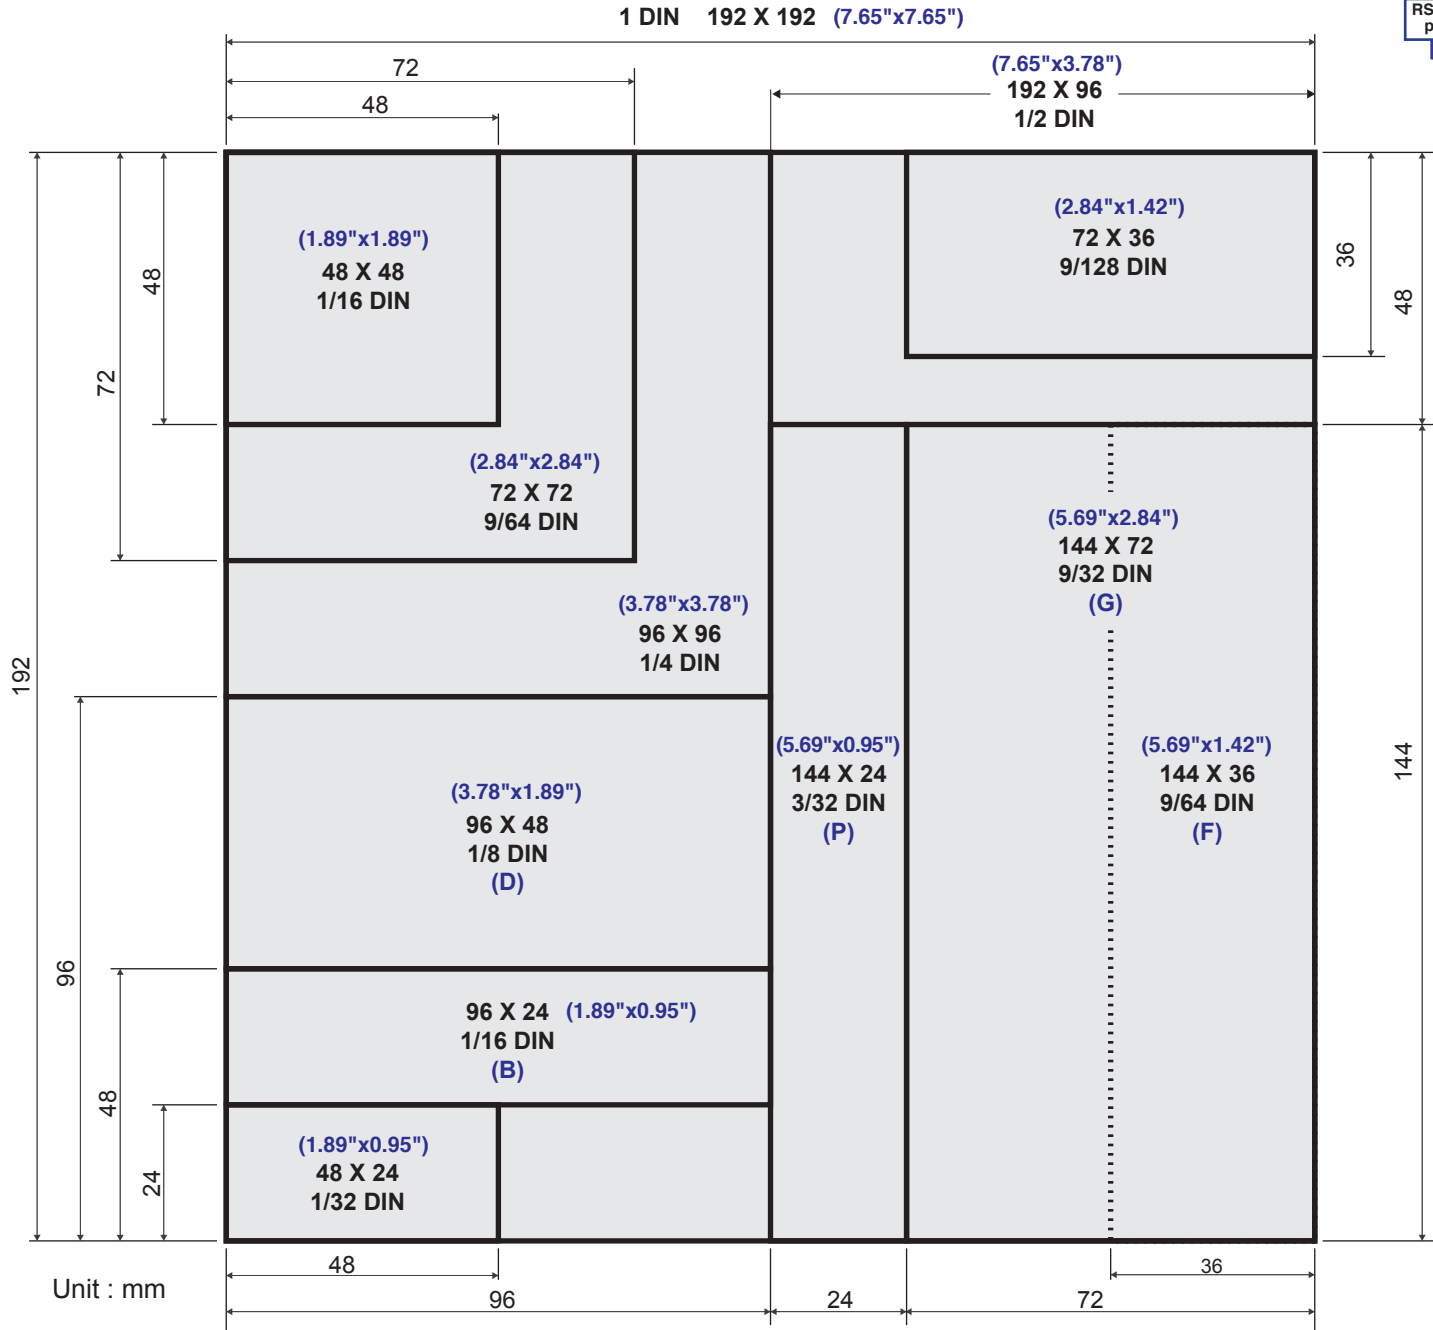 1 DIN 192 X 192 (7.65"x7.65")
RS
p
72
48
(7.65"x3.78")
192 X 96
1/2 DIN
(1.89"x1.89")
48 X 48
1/16 DIN
(2.84"x1.42")
72 X 36
9/128 DIN
48
72
36
48
(2.84"x2.84")
72 X 72
9/64 DIN
(5.69"x2.84")
144 X 72
9/32 DIN
(G)
(3.78"x3.78")
96 X 96
1/4 DIN
192
(3.78"x1.89")
96 X 48
1/8 DIN
(D)
(5.69"x0.95")
144 X 24
3/32 DIN
(P)
(5.69"x1.42")
144 X 36
9/64 DIN
(F)
144
96
96 X 24 (1.89"x0.95")
1/16 DIN
(B)
48
24
(1.89"x0.95")
48 X 24
1/32 DIN
Unit : mm
48
36
96
24
72